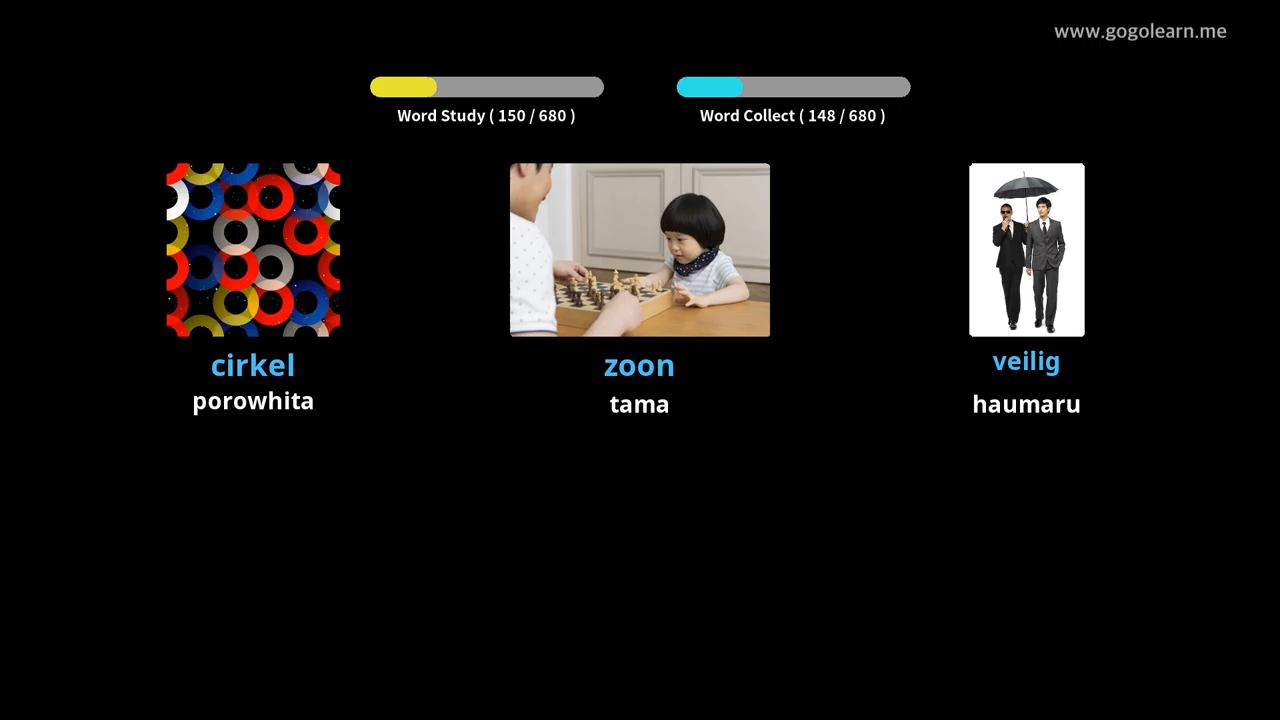 www.gogolearn.me
Word Study ( 150 / 680 )
Word Collect ( 148 / 680 )
cirkel
porowhita
zoon
tama
veilig
haumaru